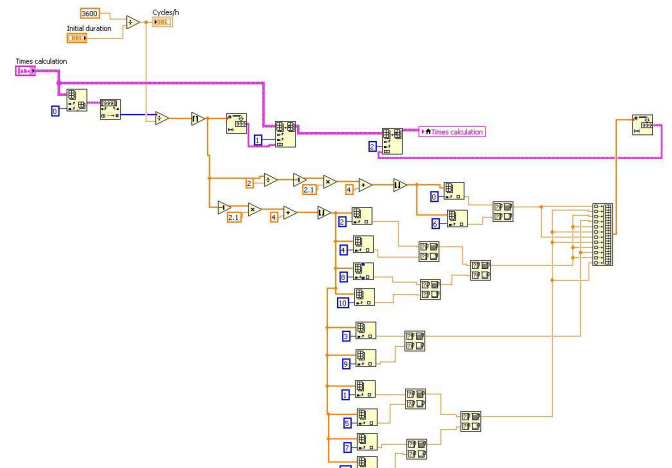 3600
Cycles/h
DBL
Initial duration
DBL
Times calculation
abc
0
1
2
Times calculation
2
2.1
4
0
6
2.1
4
2
4
8
10
3
9
1
5
7